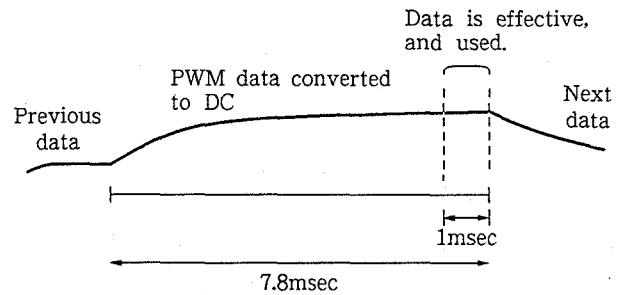 Data is effective,
and used.
PWM data converted
to DC
Previous
data
Next
data
1msec
7.8msec